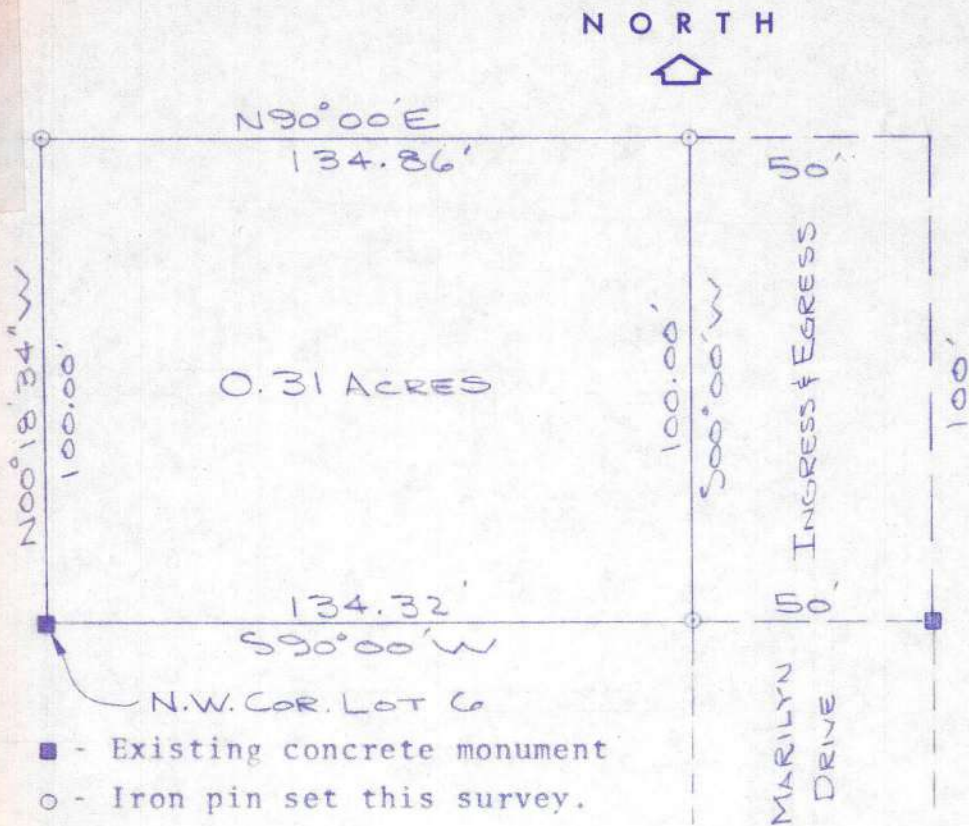 NORTH
N90°00'E
134.86'
50'
N00°18'34"W
100.00'
0.31 ACRES
100.00'
S00°00'W
INGRESS & EGRESS
100'
134.32'
S90°00'W
50'
N.W. COR. LOT 6
MARILYN
DRIVE
■ - Existing concrete monument
○ - Iron pin set this survey.